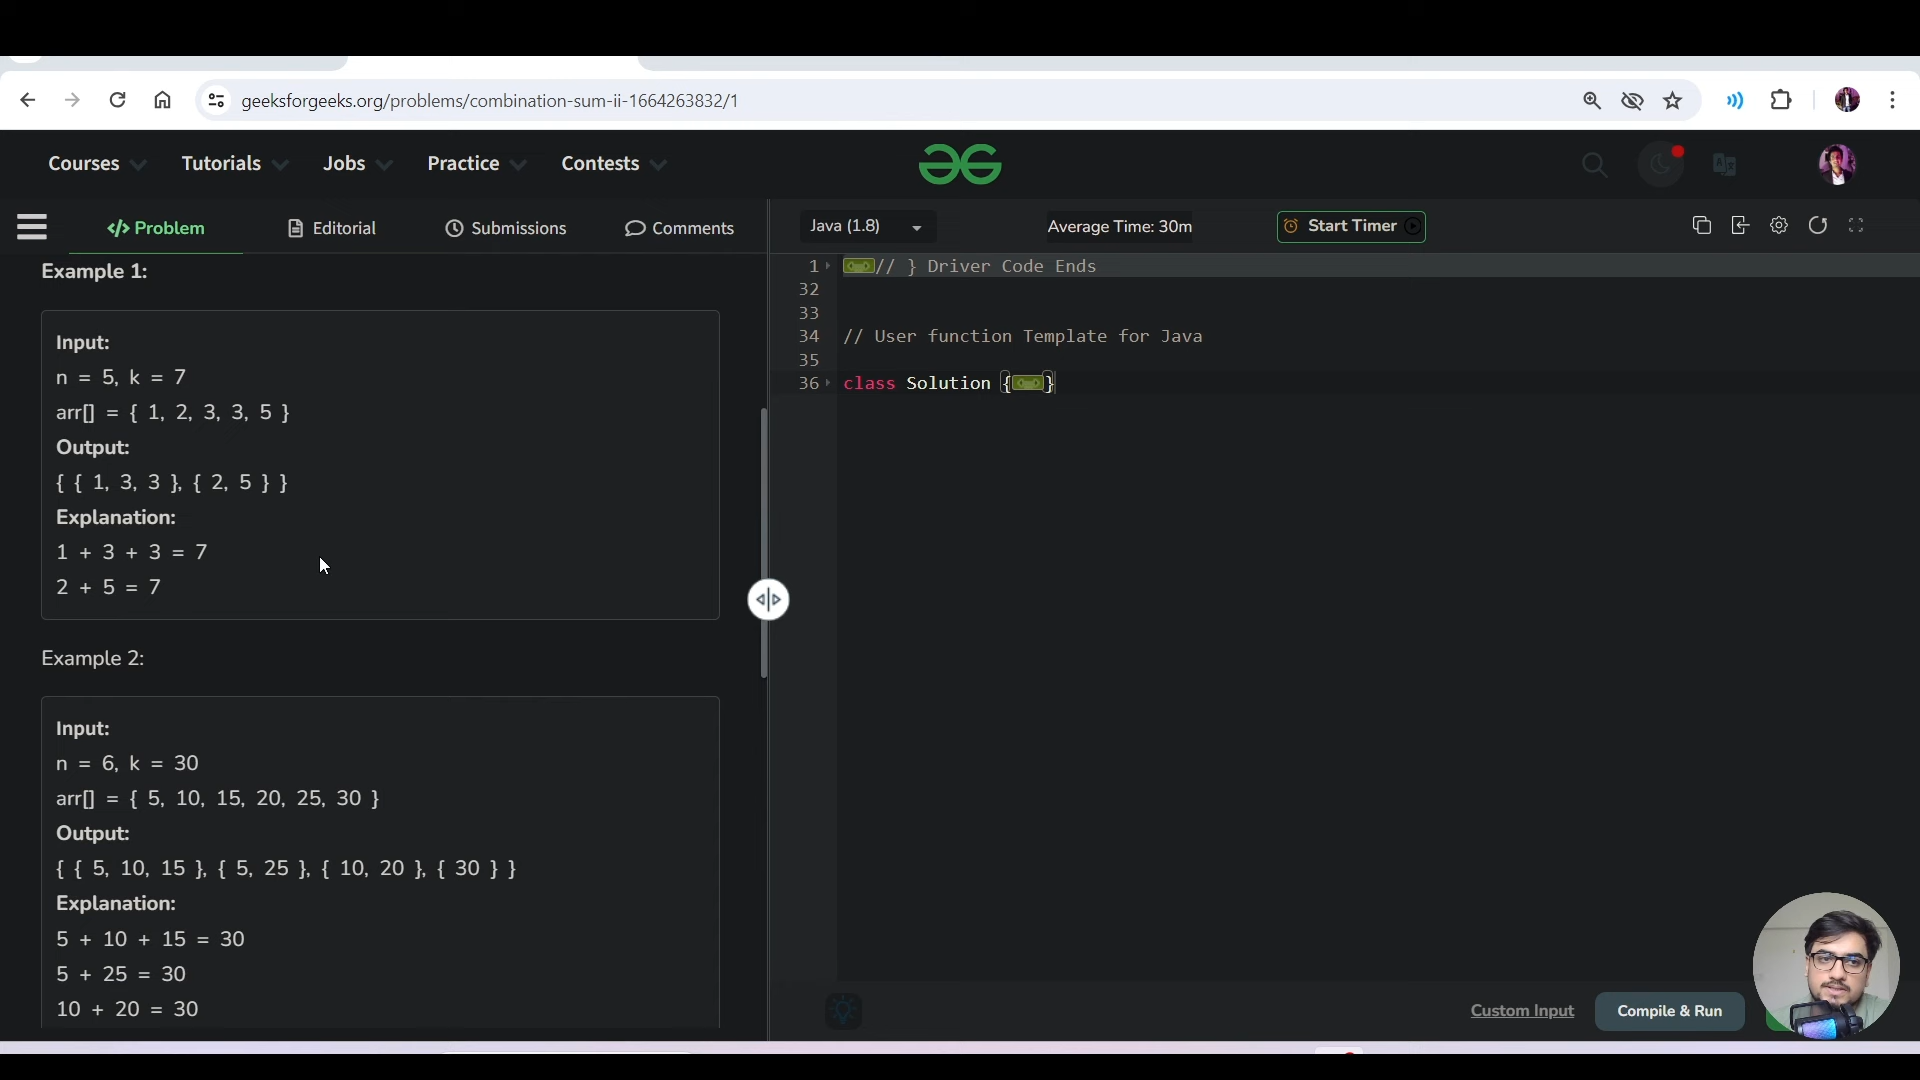 geeksforgeeks.org/problems/combination-sum-ii-1664263832/1
Courses Tutorials Jobs Practice Contests
</> Problem Editorial Submissions Comments
Java (1.8) Average Time: 30m Start Timer
Example 1:
Input:
n = 5, k = 7
arr[] = { 1, 2, 3, 3, 5 }
Output:
{ { 1, 3, 3 }, { 2, 5 } }
Explanation:
1 + 3 + 3 = 7
2 + 5 = 7
Example 2:
Input:
n = 6, k = 30
arr[] = { 5, 10, 15, 20, 25, 30 }
Output:
{ { 5, 10, 15 }, { 5, 25 }, { 10, 20 }, { 30 } }
Explanation:
5 + 10 + 15 = 30
5 + 25 = 30
10 + 20 = 30
1 // } Driver Code Ends
32
33
34 // User function Template for Java
35
36 class Solution { }
Custom Input Compile & Run